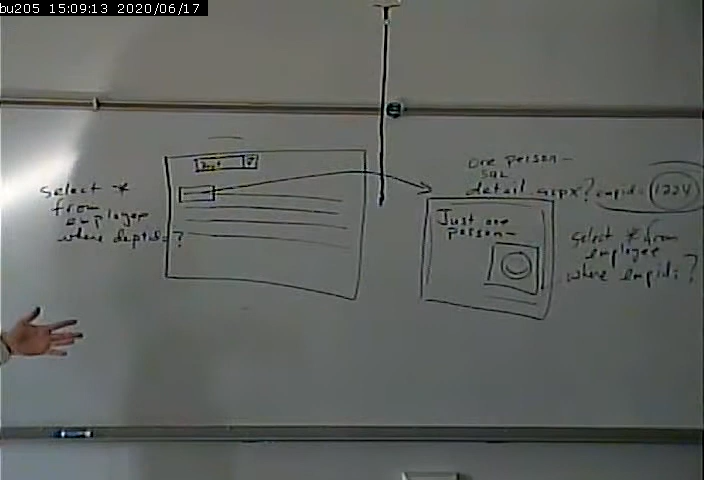 bu205 15:09:13 2020/06/17
Select *
from
employee
where deptid=?
one person -
SQL
detail.aspx?empid=1224
Just one
person -
Select * from
employee
where empid=?